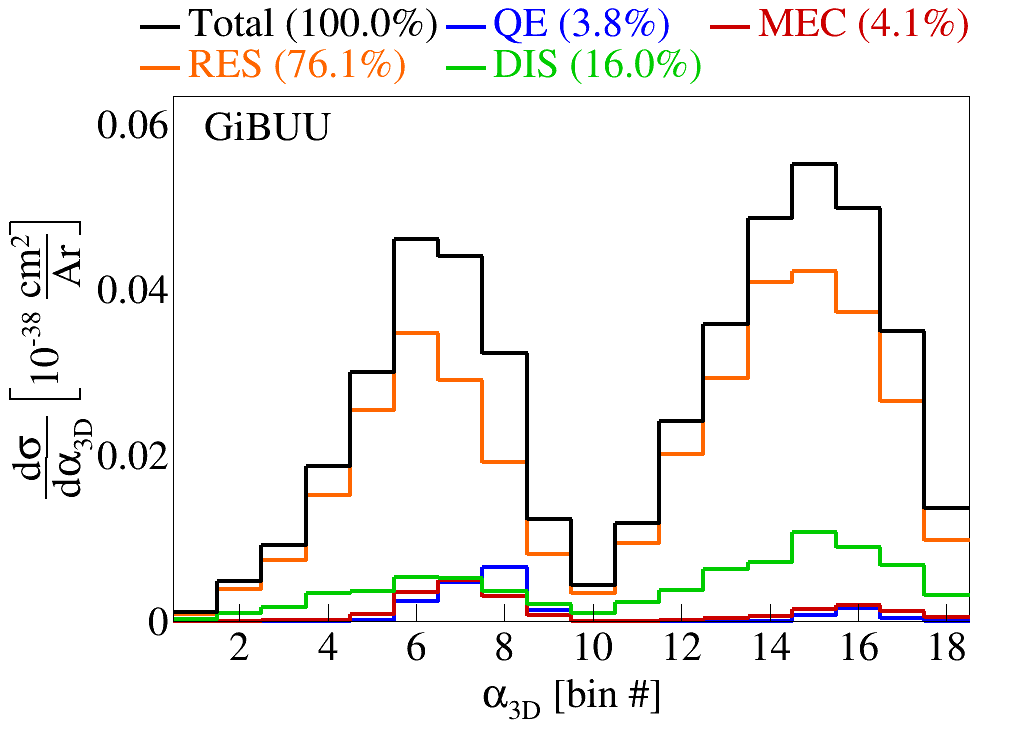 Total (100.0%) QE (3.8%) MEC (4.1%)
RES (76.1%) DIS (16.0%)
GiBUU
0.06
0.04
0.02
0
dσ/dα3D [10-38 cm2/Ar]
2 4 6 8 10 12 14 16 18
α3D [bin #]